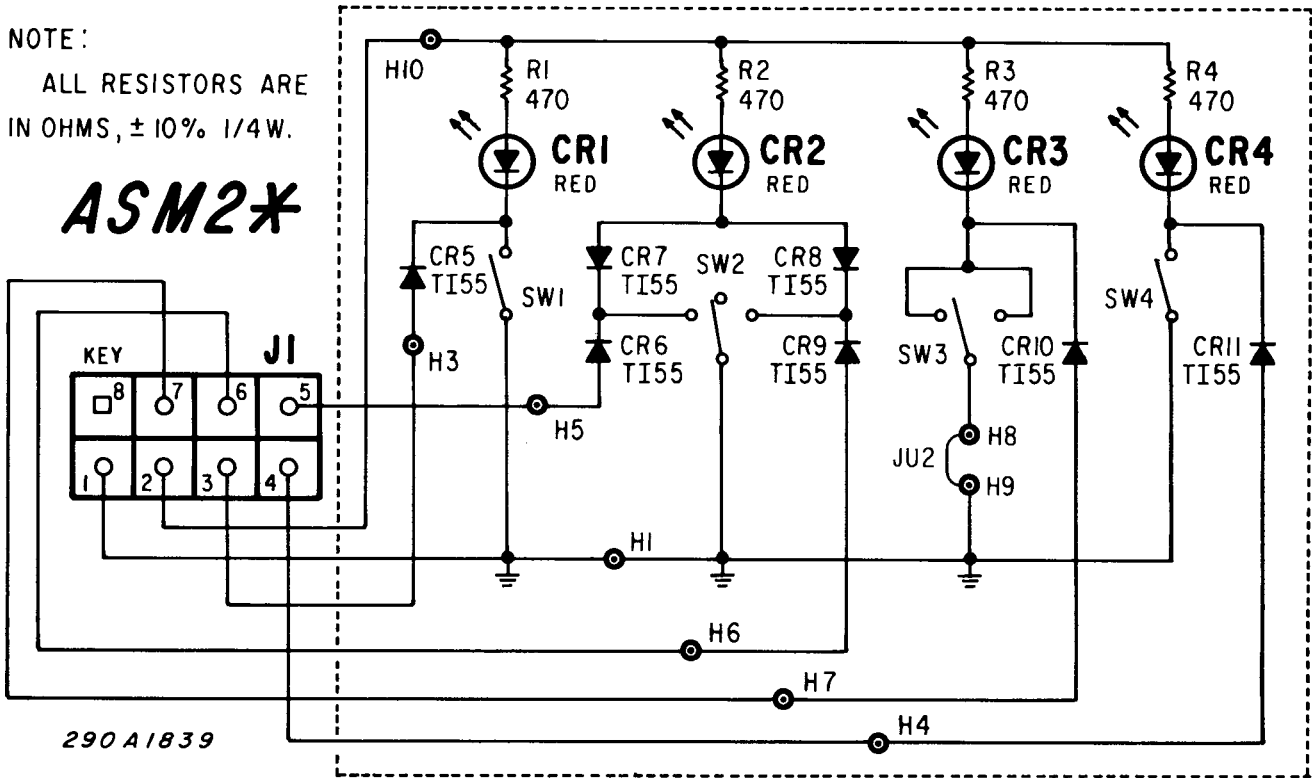 NOTE:
ALL RESISTORS ARE
IN OHMS, ± 10% 1/4W.
ASM2*
H10
R1
470
R2
470
R3
470
R4
470
CR1
RED
CR2
RED
CR3
RED
CR4
RED
CR5
TI55
SW1
CR7
TI55
SW2
CR8
TI55
SW4
H3
CR6
TI55
CR9
TI55
SW3
CR10
TI55
CR11
TI55
KEY
J1
8
7
6
5
H5
H8
JU2
H9
1
2
3
4
H1
H6
H7
H4
290A1839